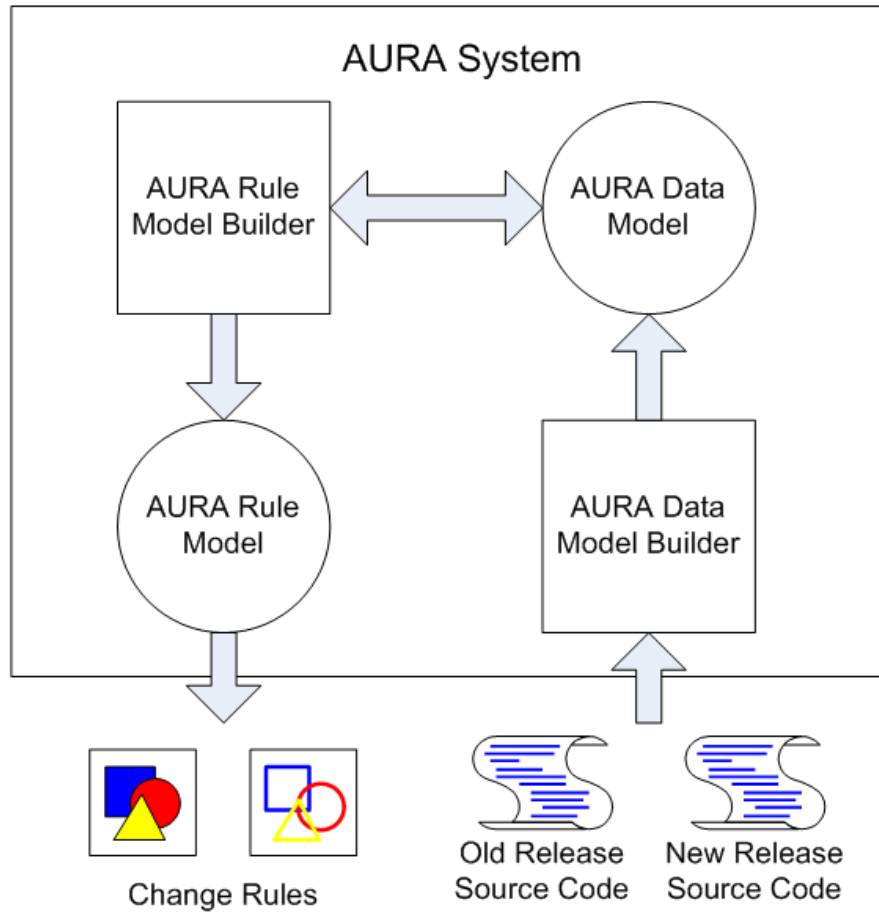 AURA System
AURA Rule
Model Builder
AURA Data
Model
AURA Rule
Model
AURA Data
Model Builder
Change Rules
Old Release
Source Code
New Release
Source Code